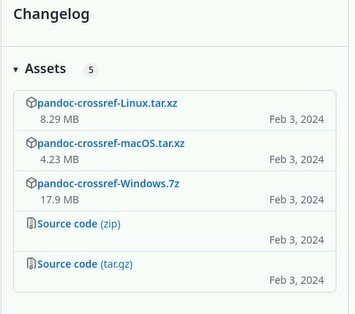 Changelog
Assets 5
pandoc-crossref-Linux.tar.xz
8.29 MB Feb 3, 2024
pandoc-crossref-macOS.tar.xz
4.23 MB Feb 3, 2024
pandoc-crossref-Windows.7z
17.9 MB Feb 3, 2024
Source code (zip)
Feb 3, 2024
Source code (tar.gz)
Feb 3, 2024